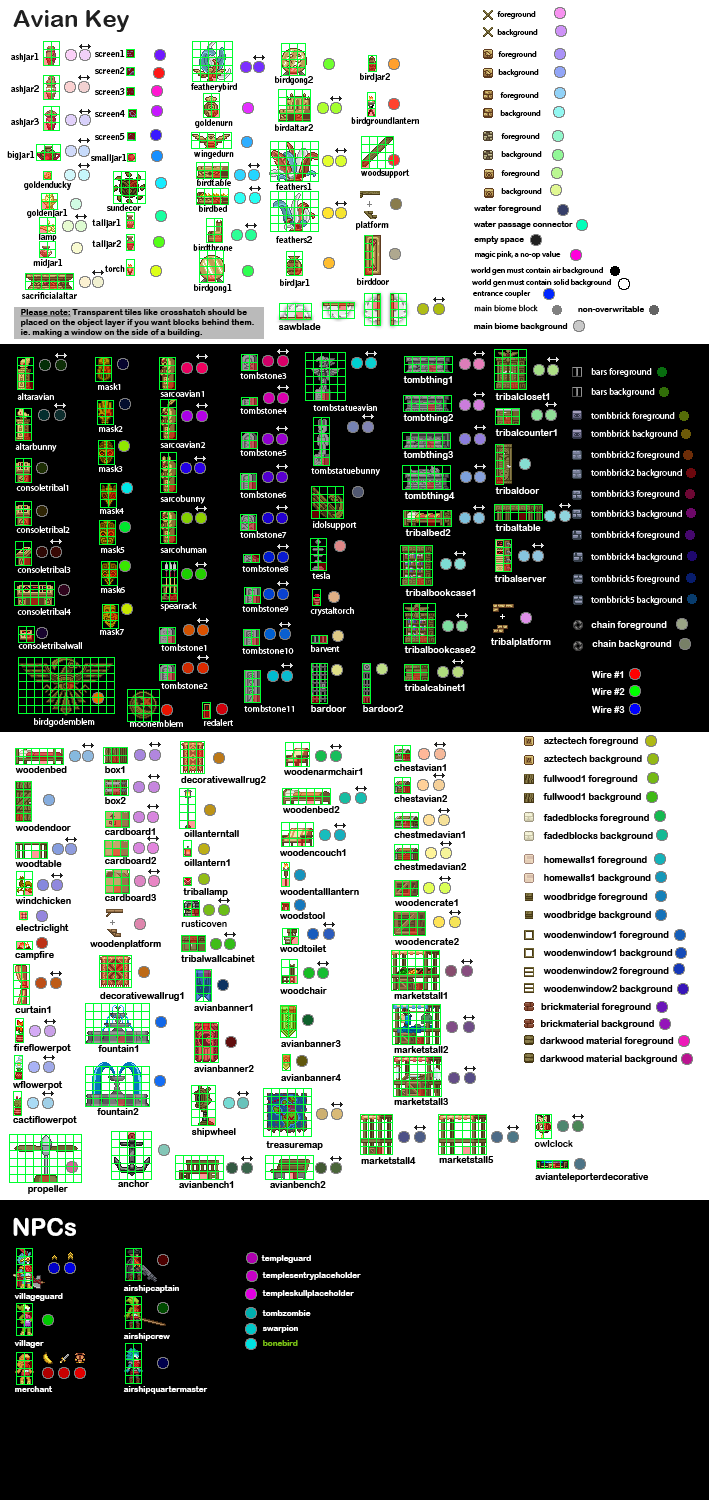 Avian Key
ashjar1
ashjar2
ashjar3
bigjar1
goldenducky
goldenjar1
lamp
midjar1
sacrificialaltar
screen1
screen2
screen3
screen4
screen5
smalljar1
sundecor
talljar1
talljar2
torch
featherybird
goldenurn
wingedurn
birdtable
birdbed
birdthrone
birdgong1
birdgong2
birdaltar2
feathers1
feathers2
birdjar1
sawblade
birdjar2
birdgroundlantern
woodsupport
platform
birddoor
Please note: Transparent tiles like crosshatch should be
placed on the object layer if you want blocks behind them.
ie. making a window on the side of a building.
foreground
background
foreground
background
foreground
background
foreground
background
foreground
background
water foreground
water passage connector
empty space
magic pink, a no-op value
world gen must contain air background
world gen must contain solid background
entrance coupler
main biome block
non-overwritable
main biome background
altaravian
altarbunny
consoletribal1
consoletribal2
consoletribal3
consoletribal4
consoletribalwall
birdgodemblem
mask1
mask2
mask3
mask4
mask5
mask6
mask7
moonemblem
sarcoavian1
sarcoavian2
sarcobunny
sarcohuman
spearrack
tombstone1
tombstone2
redalert
tombstone3
tombstone4
tombstone5
tombstone6
tombstone7
tombstone8
tombstone9
tombstone10
tombstone11
tombstatueavian
tombstatuebunny
idolsupport
tesla
crystaltorch
barvent
bardoor
bardoor2
tombthing1
tombthing2
tombthing3
tombthing4
tribalbed2
tribalbookcase1
tribalbookcase2
tribalcabinet1
tribalcloset1
tribalcounter1
tribaldoor
tribaltable
tribalserver
tribalplatform
bars foreground
bars background
tombbrick foreground
tombbrick background
tombbrick2 foreground
tombbrick2 background
tombbrick3 foreground
tombbrick3 background
tombbrick4 foreground
tombbrick4 background
tombbrick5 foreground
tombbrick5 background
chain foreground
chain background
Wire #1
Wire #2
Wire #3
woodenbed
woodendoor
woodtable
windchicken
electriclight
campfire
curtain1
fireflowerpot
wflowerpot
cactiflowerpot
propeller
box1
box2
cardboard1
cardboard2
cardboard3
woodenplatform
decorativewallrug1
fountain1
fountain2
anchor
decorativewallrug2
oillanterntall
oillantern1
triballamp
rusticoven
tribalwallcabinet
avianbanner1
avianbanner2
shipwheel
avianbench1
woodenarmchair1
woodenbed2
woodencouch1
woodentalllantern
woodstool
woodtoilet
woodchair
avianbanner3
avianbanner4
treasuremap
avianbench2
chestavian1
chestavian2
chestmedavian1
chestmedavian2
woodencrate1
woodencrate2
marketstall1
marketstall2
marketstall3
marketstall4
marketstall5
owlclock
avianteleporterdecorative
aztectech foreground
aztectech background
fullwood1 foreground
fullwood1 background
fadedblocks foreground
fadedblocks background
homewalls1 foreground
homewalls1 background
woodbridge foreground
woodbridge background
woodenwindow1 foreground
woodenwindow1 background
woodenwindow2 foreground
woodenwindow2 background
brickmaterial foreground
brickmaterial background
darkwood material foreground
darkwood material background
NPCs
villageguard
villager
merchant
airshipcaptain
airshipcrew
airshipquartermaster
templeguard
templesentryplaceholder
templeskullplaceholder
tombzombie
swarpion
bonebird